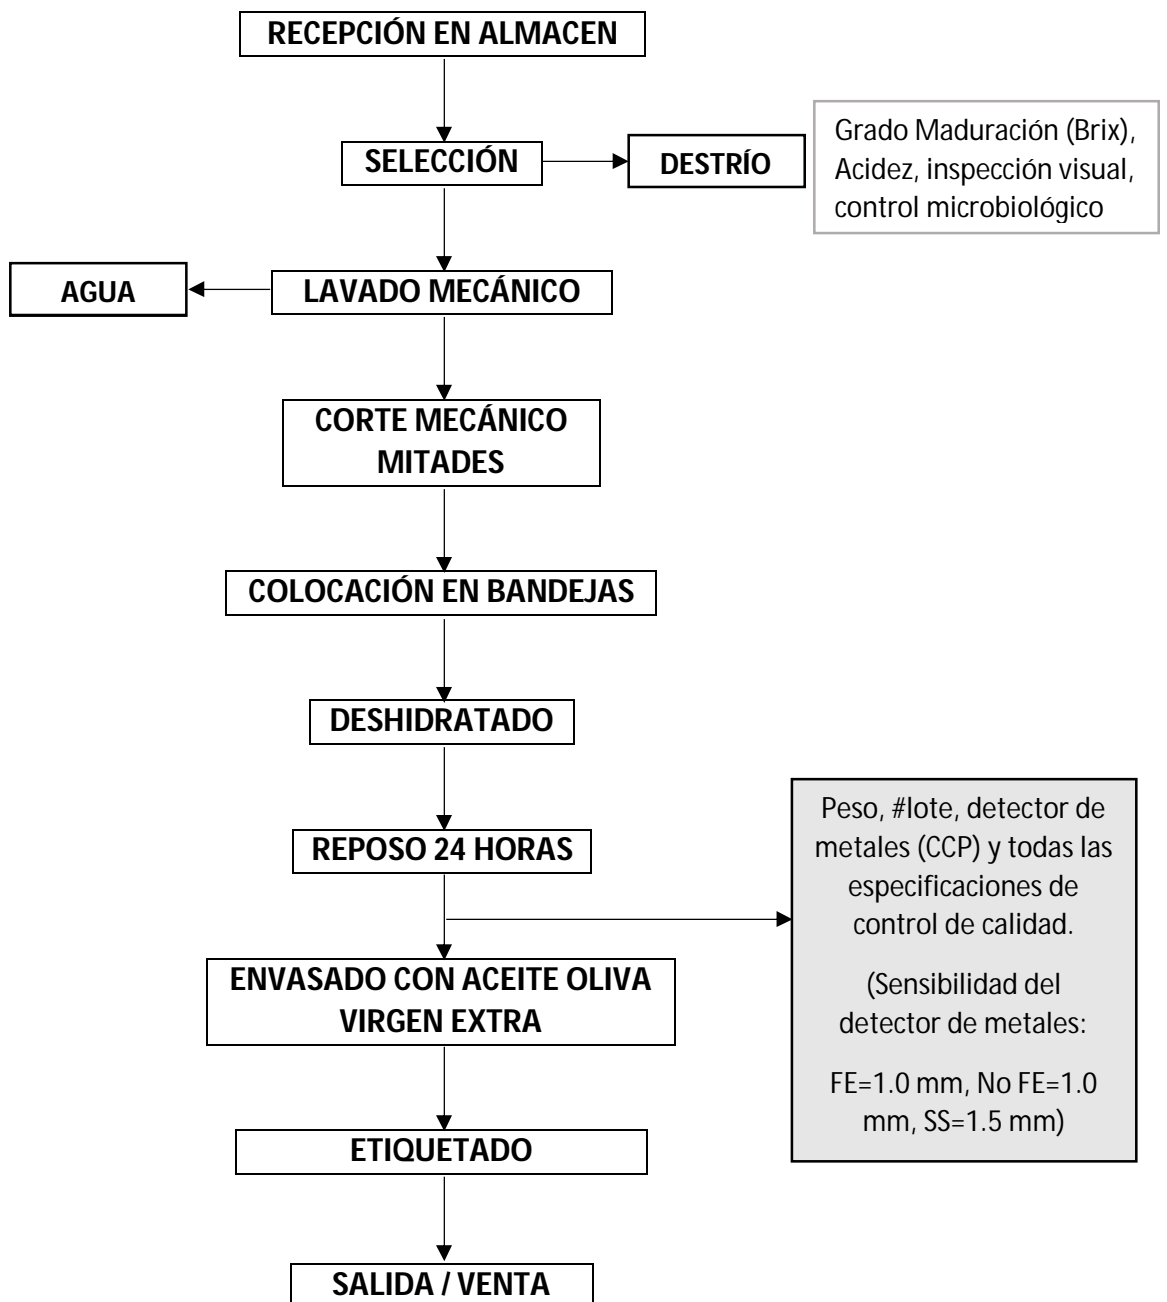 RECEPCIÓN EN ALMACEN
SELECCIÓN
DESTRÍO
Grado Maduración (Brix),
Acidez, inspección visual,
control microbiológico
AGUA
LAVADO MECÁNICO
CORTE MECÁNICO
MITADES
COLOCACIÓN EN BANDEJAS
DESHIDRATADO
REPOSO 24 HORAS
Peso, #lote, detector de
metales (CCP) y todas las
especificaciones de
control de calidad.
(Sensibilidad del
detector de metales:
FE=1.0 mm, No FE=1.0
mm, SS=1.5 mm)
ENVASADO CON ACEITE OLIVA
VIRGEN EXTRA
ETIQUETADO
SALIDA / VENTA